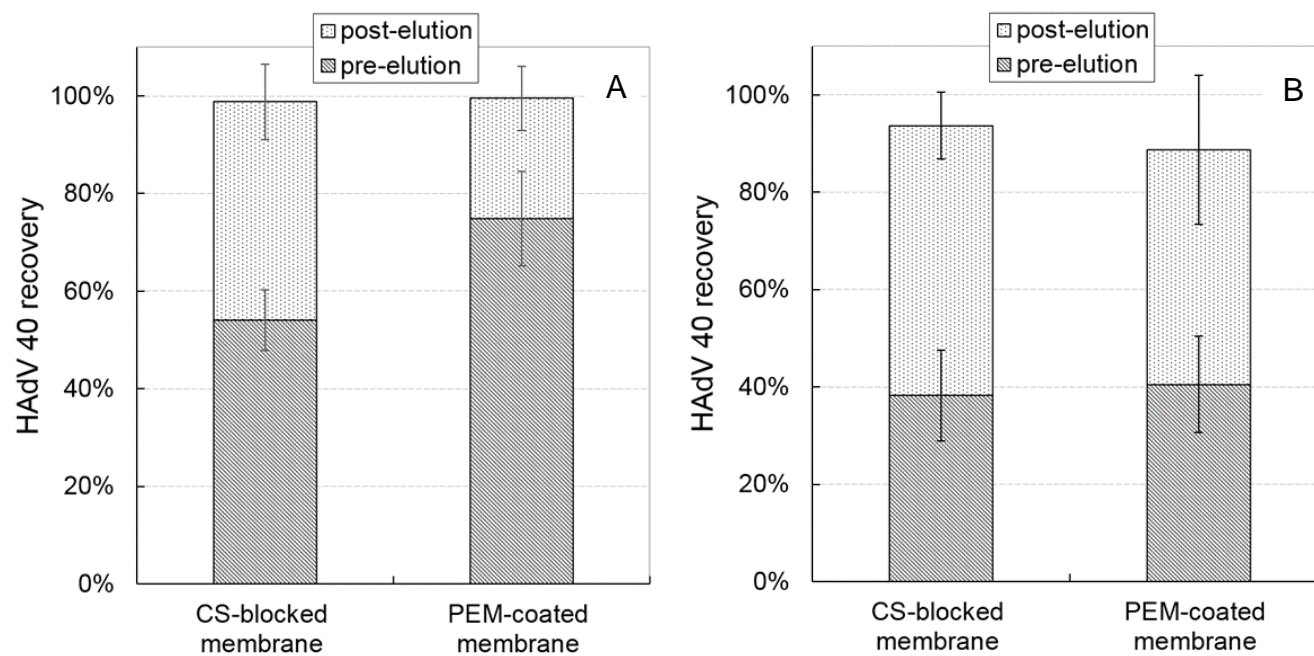 post-elution
pre-elution
A
100%
80%
60%
40%
20%
0%
HAdV 40 recovery
CS-blocked
membrane
PEM-coated
membrane
post-elution
pre-elution
B
100%
80%
60%
40%
20%
0%
HAdV 40 recovery
CS-blocked
membrane
PEM-coated
membrane